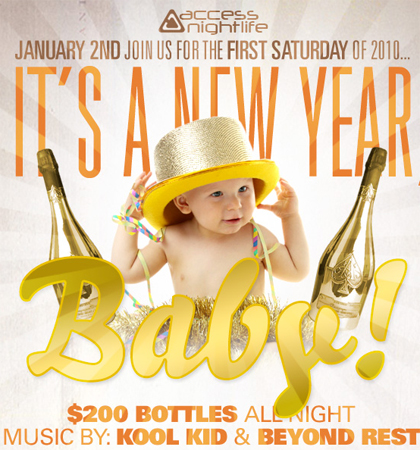 access
nightlife
JANUARY 2ND JOIN US FOR THE FIRST SATURDAY OF 2010...
IT'S A NEW YEAR
Baby!
$200 BOTTLES ALL NIGHT
MUSIC BY: KOOL KID & BEYOND REST